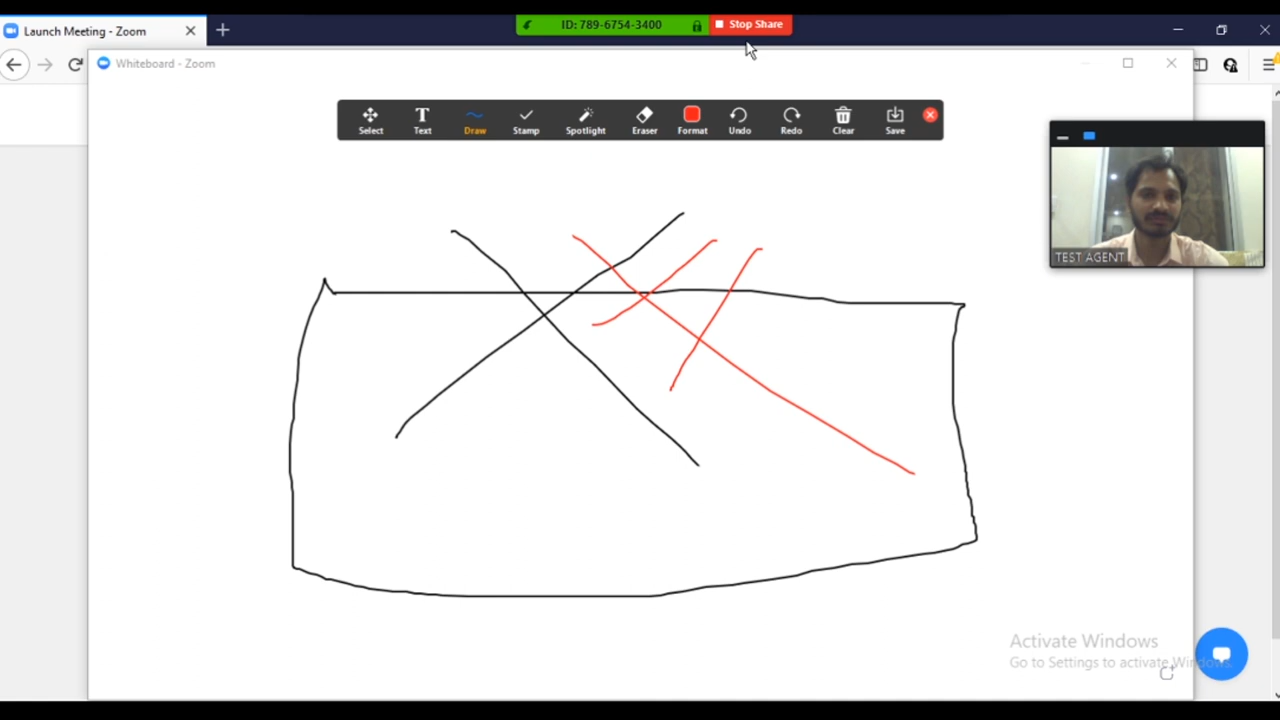 Launch Meeting - Zoom
ID: 789-6754-3400
Stop Share
Whiteboard - Zoom
Select
Text
Draw
Stamp
Spotlight
Eraser
Format
Undo
Redo
Clear
Save
T
TEST AGENT
Activate Windows
Go to Settings to activate Windows.